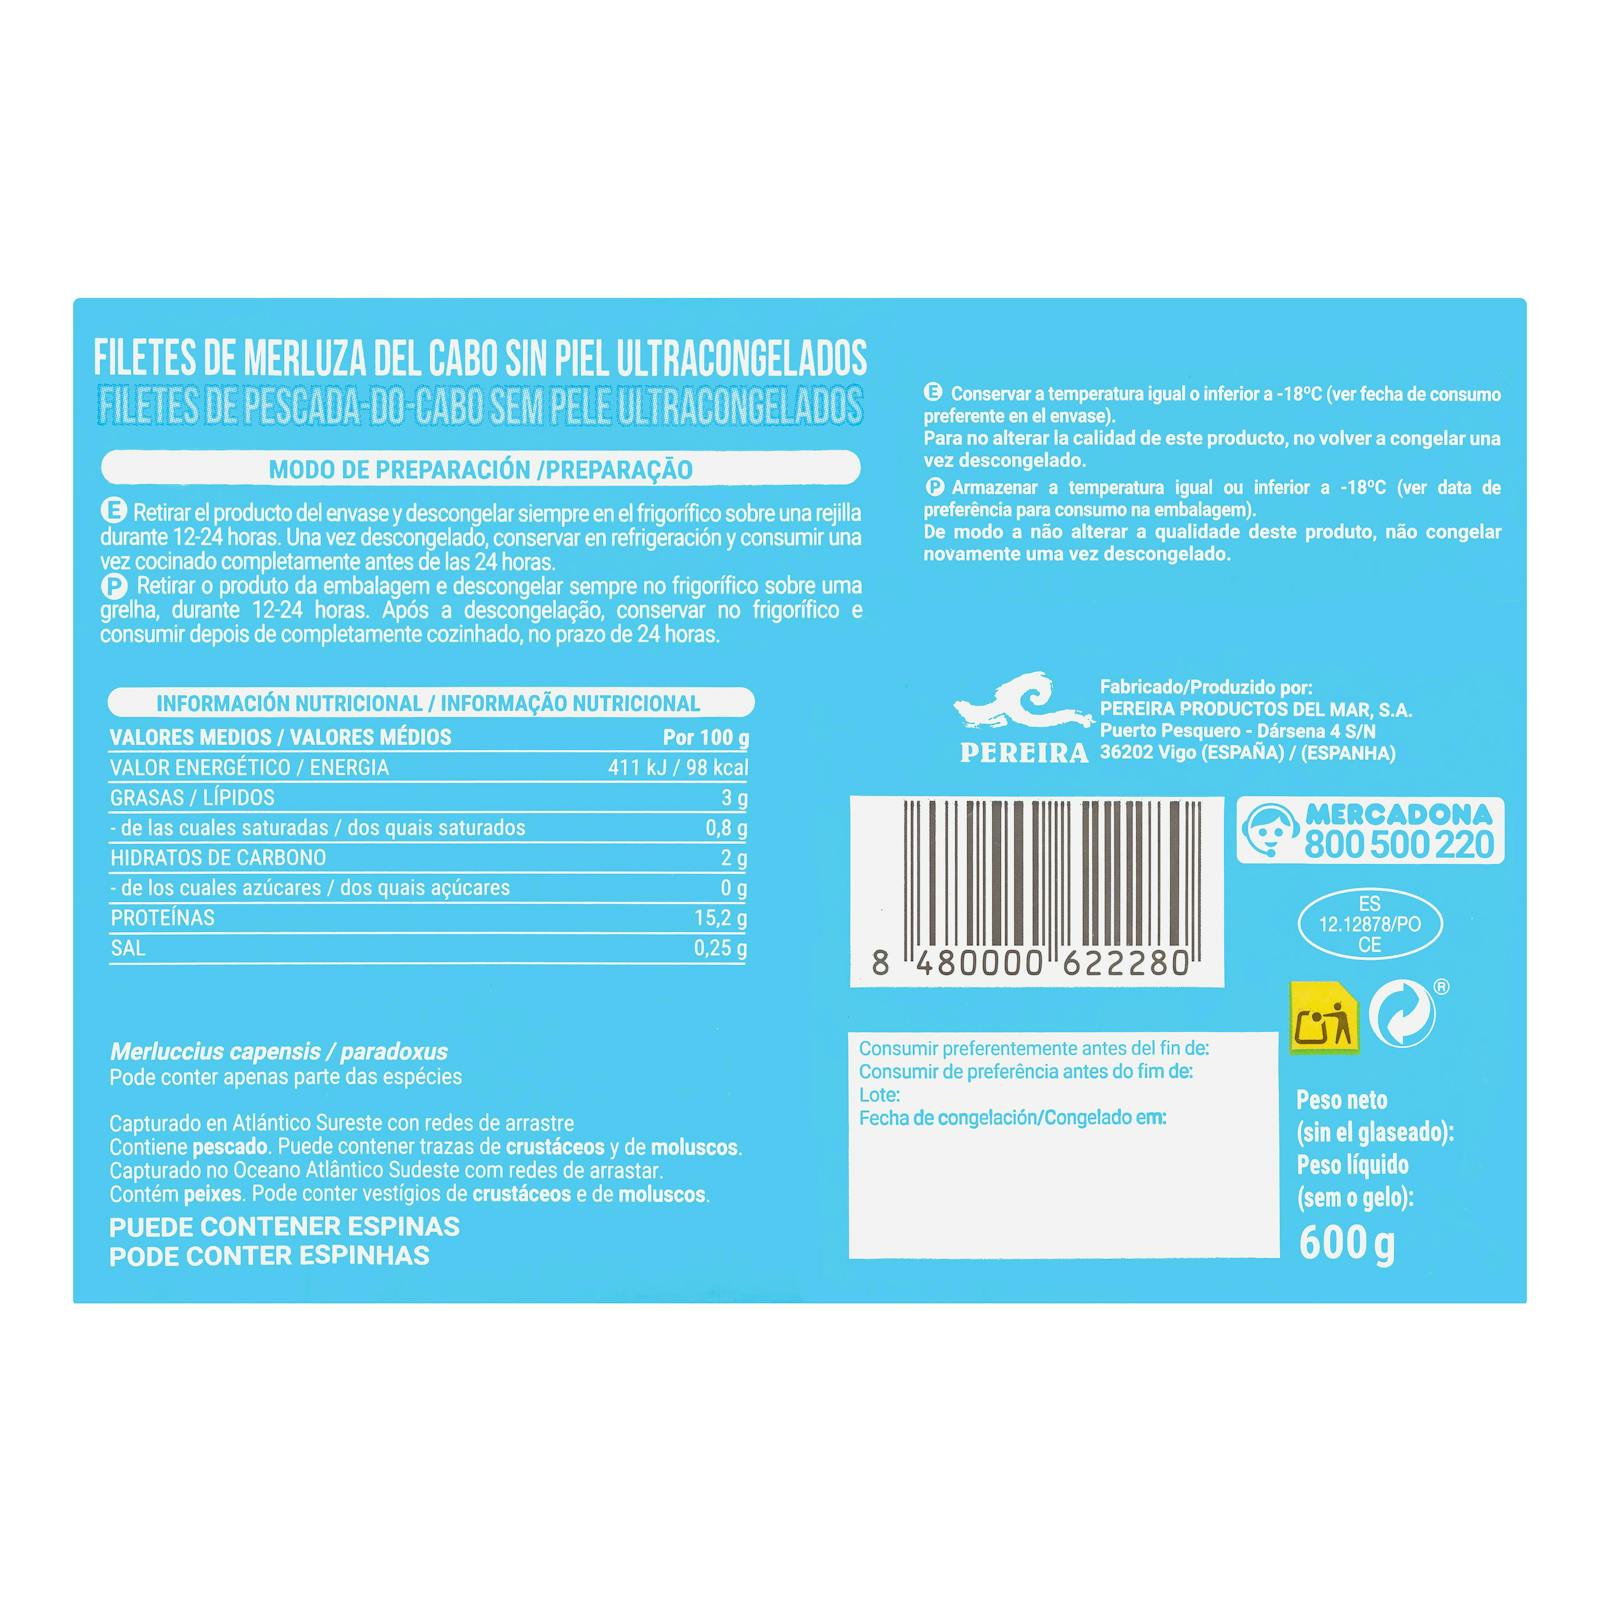 FILETES DE MERLUZA DEL CABO SIN PIEL ULTRACONGELADOS
FILETES DE PESCADA-DO-CABO SEM PELE ULTRACONGELADOS
MODO DE PREPARACIÓN /PREPARAÇÃO
E Retirar el producto del envase y descongelar siempre en el frigorífico sobre una rejilla
durante 12-24 horas. Una vez descongelado, conservar en refrigeración y consumir una
vez cocinado completamente antes de las 24 horas.
P Retirar o produto da embalagem e descongelar sempre no frigorífico sobre uma
grelha, durante 12-24 horas. Após a descongelação, conservar no frigorífico e
consumir depois de completamente cozinhado, no prazo de 24 horas.
INFORMACIÓN NUTRICIONAL / INFORMAÇÃO NUTRICIONAL
VALORES MEDIOS / VALORES MÉDIOS Por 100 g
VALOR ENERGÉTICO / ENERGIA 411 kJ / 98 kcal
GRASAS / LÍPIDOS 3 g
- de las cuales saturadas / dos quais saturados 0,8 g
HIDRATOS DE CARBONO 2 g
- de los cuales azúcares / dos quais açúcares 0 g
PROTEÍNAS 15,2 g
SAL 0,25 g
Merluccius capensis / paradoxus
Pode conter apenas parte das espécies
Capturado en Atlántico Sureste con redes de arrastre
Contiene pescado. Puede contener trazas de crustáceos y de moluscos.
Capturado no Oceano Atlântico Sudeste com redes de arrastar.
Contém peixes. Pode conter vestígios de crustáceos e de moluscos.
PUEDE CONTENER ESPINAS
PODE CONTER ESPINHAS
E Conservar a temperatura igual o inferior a -18ºC (ver fecha de consumo
preferente en el envase).
Para no alterar la calidad de este producto, no volver a congelar una
vez descongelado.
P Armazenar a temperatura igual ou inferior a -18ºC (ver data de
preferência para consumo na embalagem).
De modo a não alterar a qualidade deste produto, não congelar
novamente uma vez descongelado.
PEREIRA
Fabricado/Produzido por:
PEREIRA PRODUCTOS DEL MAR, S.A.
Puerto Pesquero - Dársena 4 S/N
36202 Vigo (ESPAÑA) / (ESPANHA)
8 480000 622280
MERCADONA
800 500 220
ES
12.12878/PO
CE
®
Consumir preferentemente antes del fin de:
Consumir de preferência antes do fim de:
Lote:
Fecha de congelación/Congelado em:
Peso neto
(sin el glaseado):
Peso líquido
(sem o gelo):
600 g